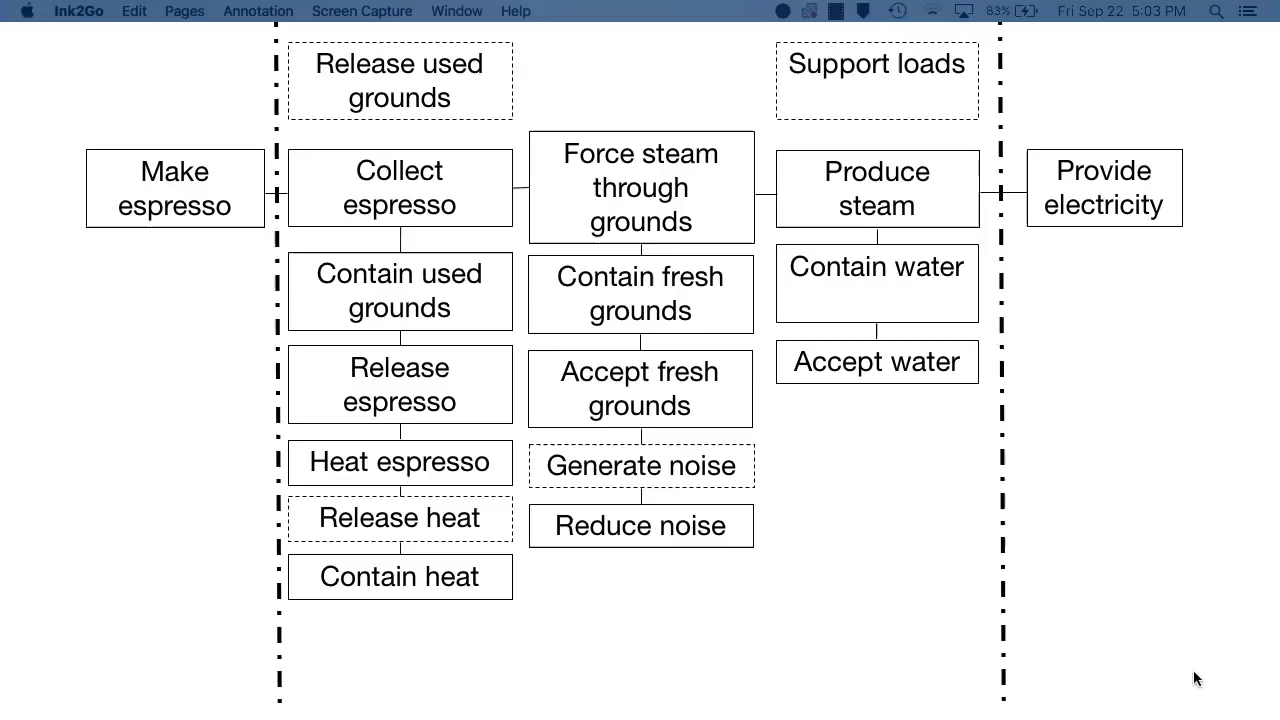 Ink2Go Edit Pages Annotation Screen Capture Window Help 83% Fri Sep 22 5:03 PM
Release used
grounds
Support loads
Make
espresso
Collect
espresso
Force steam
through
grounds
Produce
steam
Provide
electricity
Contain used
grounds
Contain fresh
grounds
Contain water
Release
espresso
Accept fresh
grounds
Accept water
Heat espresso
Generate noise
Release heat
Reduce noise
Contain heat